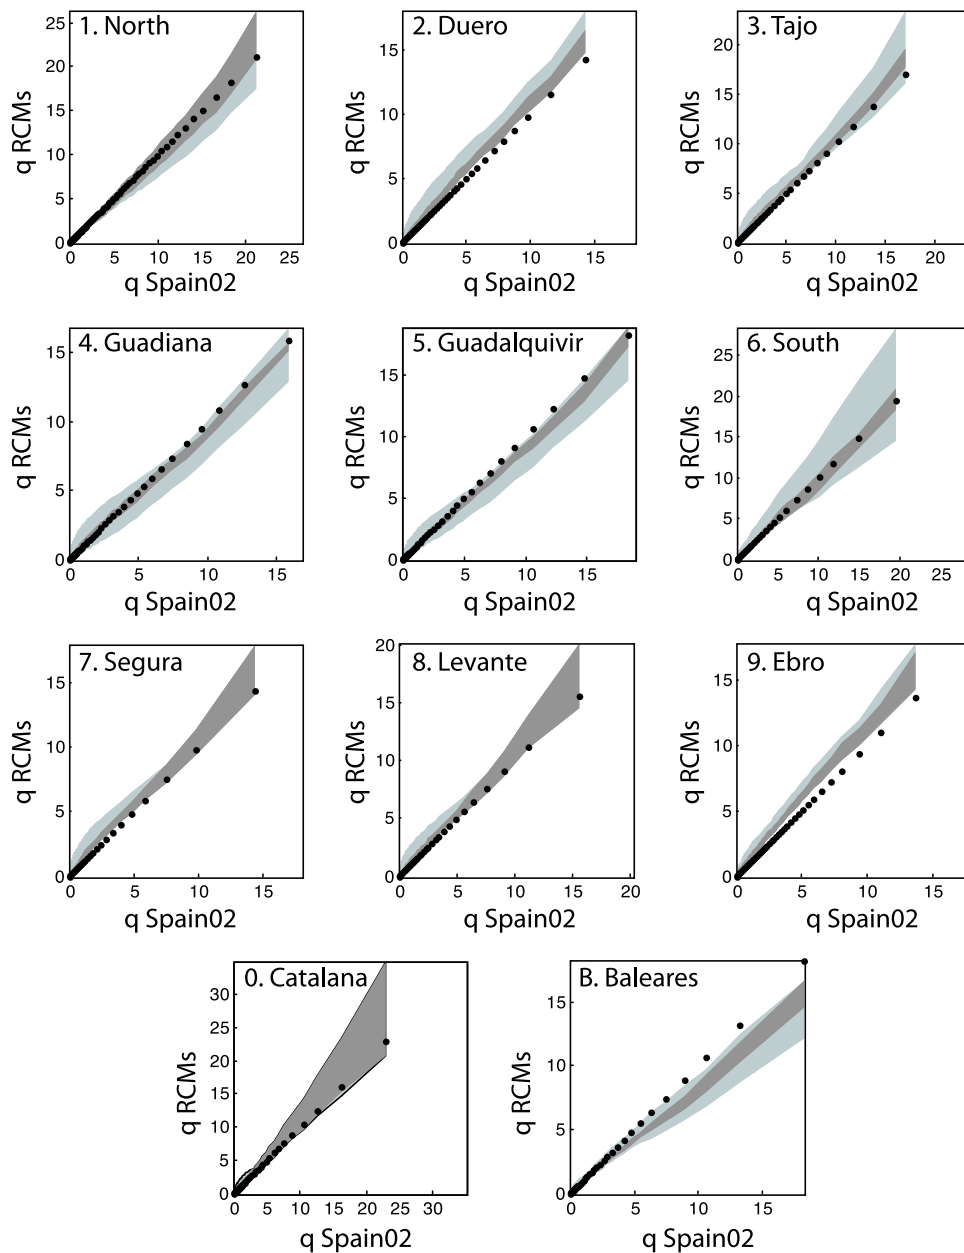 1. North
q RCMs
25
20
15
10
5
0
0 5 10 15 20 25
q Spain02
2. Duero
q RCMs
15
10
5
0
0 5 10 15
q Spain02
3. Tajo
q RCMs
20
15
10
5
0
0 5 10 15 20
q Spain02
4. Guadiana
q RCMs
15
10
5
0
0 5 10 15
q Spain02
5. Guadalquivir
q RCMs
15
10
5
0
0 5 10 15
q Spain02
6. South
q RCMs
25
20
15
10
5
0
0 5 10 15 20 25
q Spain02
7. Segura
q RCMs
15
10
5
0
0 5 10 15
q Spain02
8. Levante
q RCMs
20
15
10
5
0
0 5 10 15 20
q Spain02
9. Ebro
q RCMs
15
10
5
0
0 5 10 15
q Spain02
0. Catalana
q RCMs
30
25
20
15
10
5
0
0 5 10 15 20 25 30
q Spain02
B. Baleares
q RCMs
15
10
5
0
0 5 10 15
q Spain02